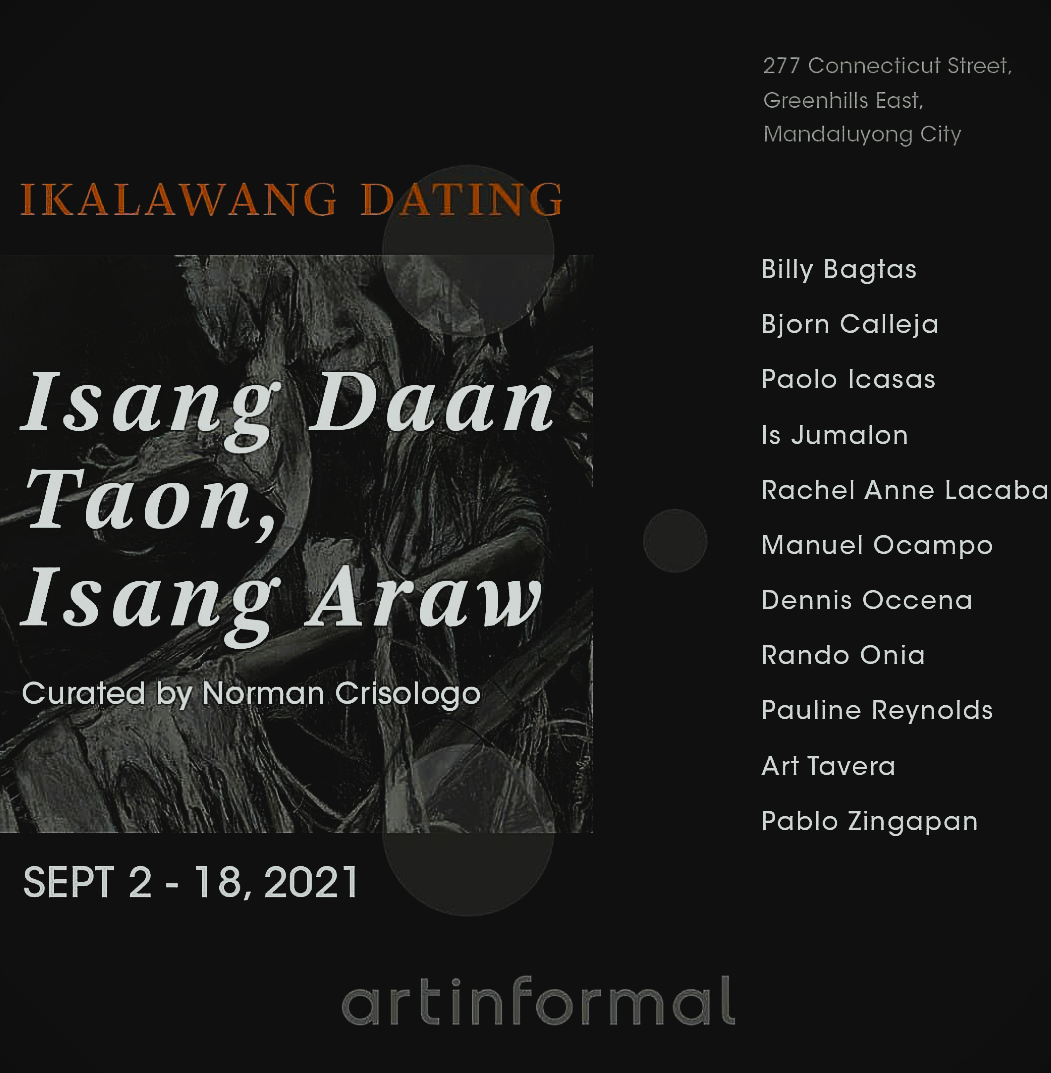 277 Connecticut Street,
Greenhills East,
Mandaluyong City
IKALAWANG DATING
Isang Daan
Taon,
Isang Araw
Curated by Norman Crisologo
SEPT 2 - 18, 2021
Billy Bagtas
Bjorn Calleja
Paolo Icasas
Is Jumalon
Rachel Anne Lacaba
Manuel Ocampo
Dennis Occena
Rando Onia
Pauline Reynolds
Art Tavera
Pablo Zingapan
artinformal